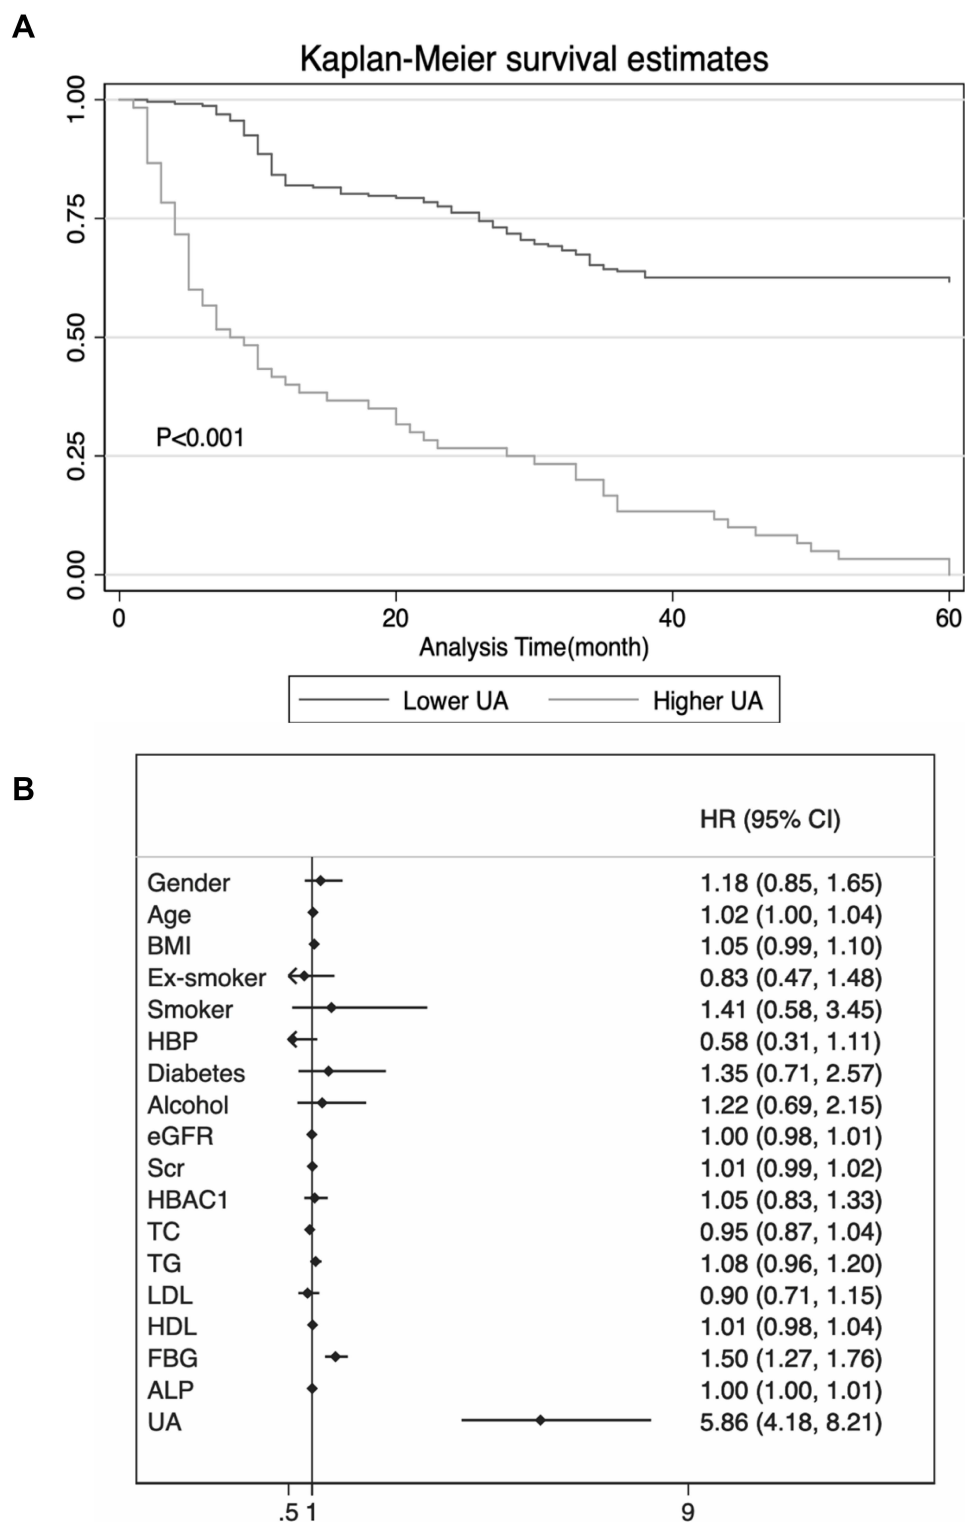 A
Kaplan-Meier survival estimates
1.00
0.75
0.50
0.25
0.00
P<0.001
0 20 40 60
Analysis Time(month)
Lower UA Higher UA
B
HR (95% CI)
Gender 1.18 (0.85, 1.65)
Age 1.02 (1.00, 1.04)
BMI 1.05 (0.99, 1.10)
Ex-smoker 0.83 (0.47, 1.48)
Smoker 1.41 (0.58, 3.45)
HBP 0.58 (0.31, 1.11)
Diabetes 1.35 (0.71, 2.57)
Alcohol 1.22 (0.69, 2.15)
eGFR 1.00 (0.98, 1.01)
Scr 1.01 (0.99, 1.02)
HBAC1 1.05 (0.83, 1.33)
TC 0.95 (0.87, 1.04)
TG 1.08 (0.96, 1.20)
LDL 0.90 (0.71, 1.15)
HDL 1.01 (0.98, 1.04)
FBG 1.50 (1.27, 1.76)
ALP 1.00 (1.00, 1.01)
UA 5.86 (4.18, 8.21)
.5 1 9